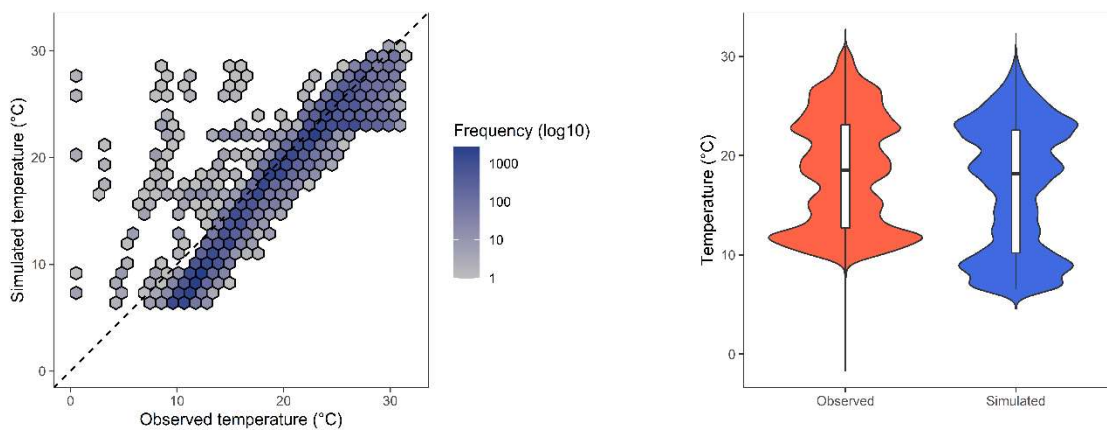 Simulated temperature (°C)
30
20
10
0
0 10 20 30
Observed temperature (°C)
Frequency (log10)
1000
100
10
1
Temperature (°C)
30
20
10
0
Observed Simulated